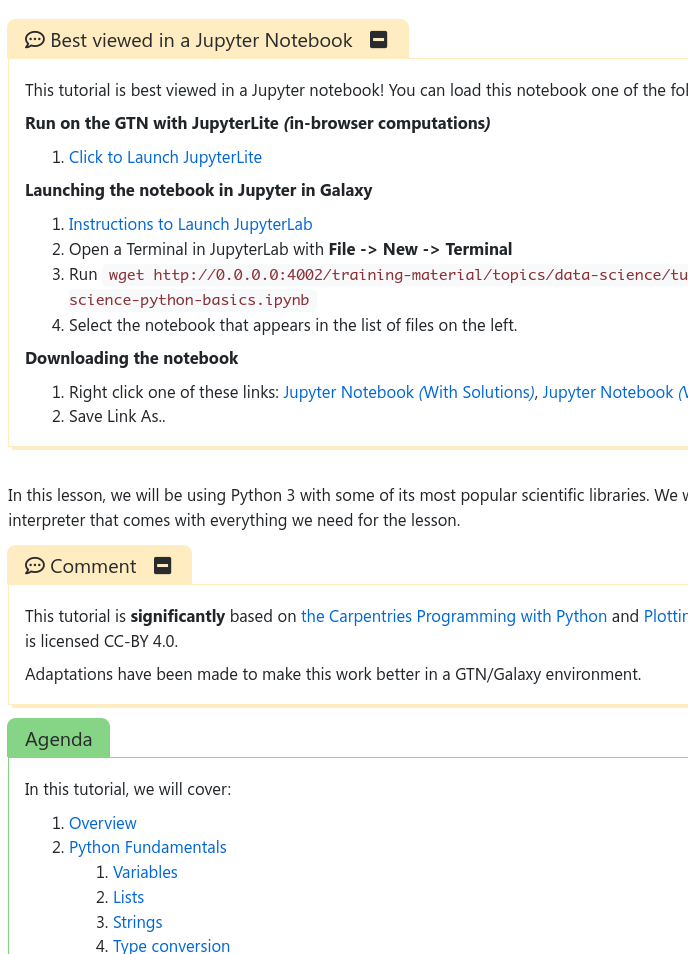 Best viewed in a Jupyter Notebook
This tutorial is best viewed in a Jupyter notebook! You can load this notebook one of the
Run on the GTN with JupyterLite (in-browser computations)
1. Click to Launch JupyterLite
Launching the notebook in Jupyter in Galaxy
1. Instructions to Launch JupyterLab
2. Open a Terminal in JupyterLab with File -> New -> Terminal
3. Run wget http://0.0.0.0:4002/training-material/topics/data-science/tu
science-python-basics.ipynb
4. Select the notebook that appears in the list of files on the left.
Downloading the notebook
1. Right click one of these links: Jupyter Notebook (With Solutions), Jupyter Notebook
2. Save Link As..
In this lesson, we will be using Python 3 with some of its most popular scientific libraries. We
interpreter that comes with everything we need for the lesson.
Comment
This tutorial is significantly based on the Carpentries Programming with Python and
is licensed CC-BY 4.0.
Adaptations have been made to make this work better in a GTN/Galaxy environment.
Agenda
In this tutorial, we will cover:
1. Overview
2. Python Fundamentals
1. Variables
2. Lists
3. Strings
4. Type conversion